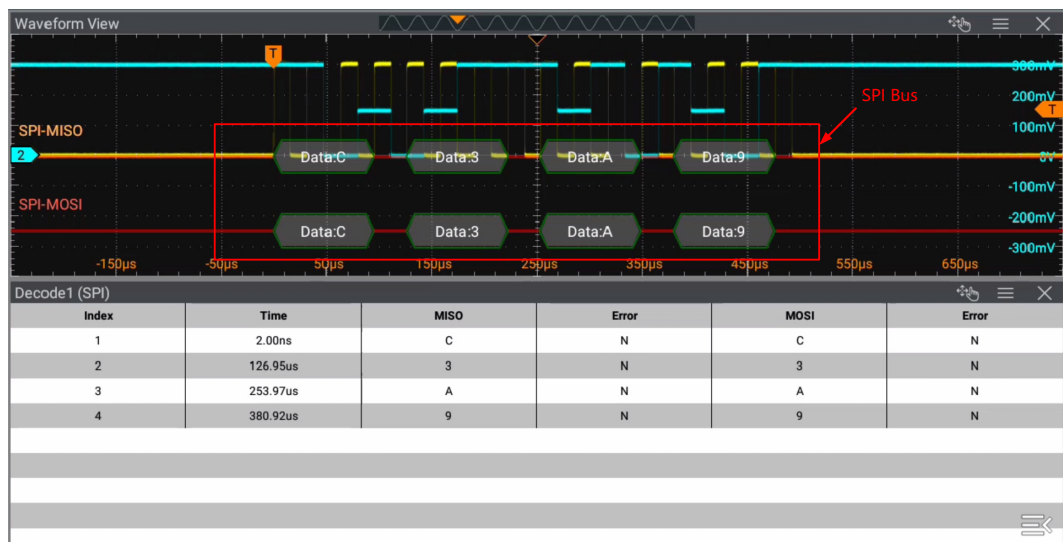 Waveform View
T
300mV
200mV
T
SPI Bus
100mV
SPI-MISO
2
Data:C Data:3 Data:A Data:9
0V
-100mV
SPI-MOSI
-200mV
Data:C Data:3 Data:A Data:9
-300mV
-150µs -50µs 50µs 150µs 250µs 350µs 450µs 550µs 650µs
Decode1 (SPI)
Index Time MISO Error MOSI Error
1 2.00ns C N C N
2 126.95us 3 N 3 N
3 253.97us A N A N
4 380.92us 9 N 9 N